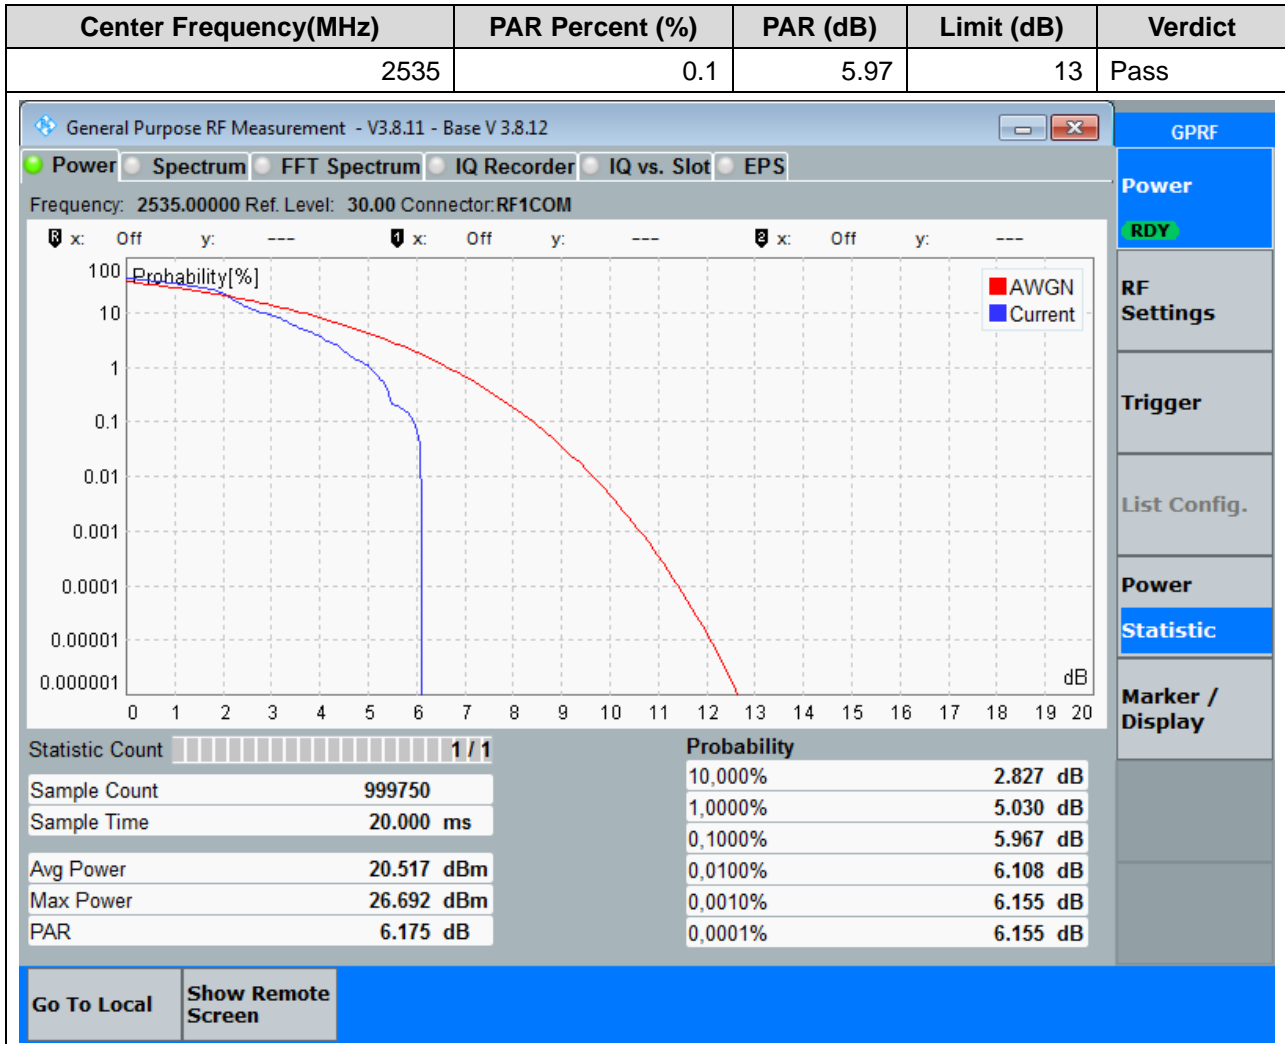 Center Frequency(MHz) PAR Percent (%) PAR (dB) Limit (dB) Verdict
2535 0.1 5.97 13 Pass
General Purpose RF Measurement - V3.8.11 - Base V 3.8.12
GPRF
Power Spectrum FFT Spectrum IQ Recorder IQ vs. Slot EPS
Power
RDY
Frequency: 2535.00000 Ref. Level: 30.00 Connector:RF1COM
R x: Off y: --- 1 x: Off y: --- 2 x: Off y: ---
100 Probability[%]
AWGN
Current
10
1
0.1
0.01
0.001
0.0001
0.00001
0.000001
dB
0 1 2 3 4 5 6 7 8 9 10 11 12 13 14 15 16 17 18 19 20
RF
Settings
Trigger
List Config.
Power
Statistic
Marker /
Display
Statistic Count 1 / 1
Sample Count 999750
Sample Time 20.000 ms
Avg Power 20.517 dBm
Max Power 26.692 dBm
PAR 6.175 dB
Probability
10,000% 2.827 dB
1,0000% 5.030 dB
0,1000% 5.967 dB
0,0100% 6.108 dB
0,0010% 6.155 dB
0,0001% 6.155 dB
Go To Local
Show Remote
Screen